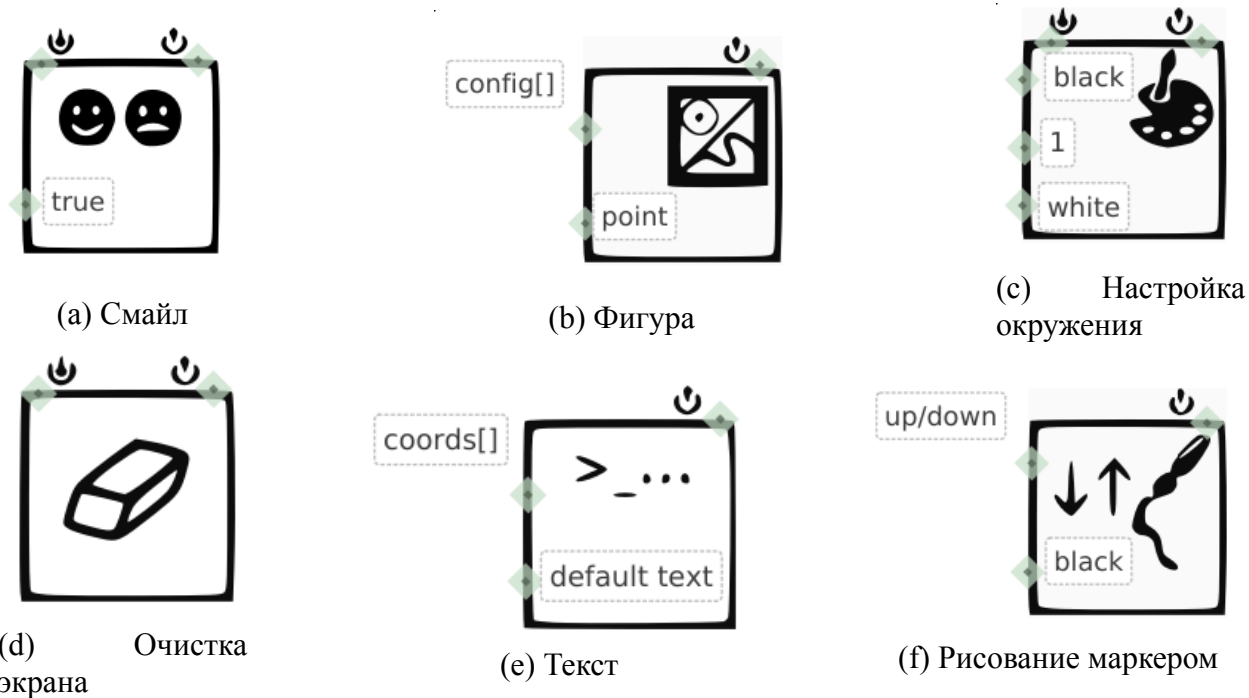 true
(a) Смайл
config[]
point
(b) Фигура
black
1
white
(c) Настройка
окружения
(d) Очистка
экрана
coords[]
>_...
default text
(e) Текст
up/down
black
(f) Рисование маркером